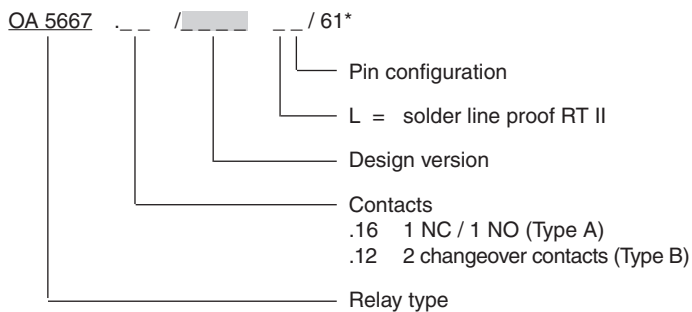 OA 5667 ._ _ /_ _ _ _ _ _ / 61*
Pin configuration
L = solder line proof RT II
Design version
Contacts
.16 1 NC / 1 NO (Type A)
.12 2 changeover contacts (Type B)
Relay type